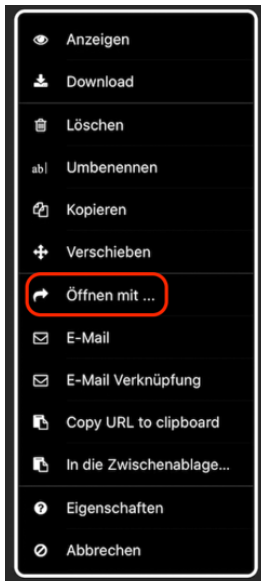 Anzeigen
Download
Löschen
ab| Umbenennen
Kopieren
Verschieben
Öffnen mit ...
E-Mail
E-Mail Verknüpfung
Copy URL to clipboard
In die Zwischenablage...
Eigenschaften
Abbrechen